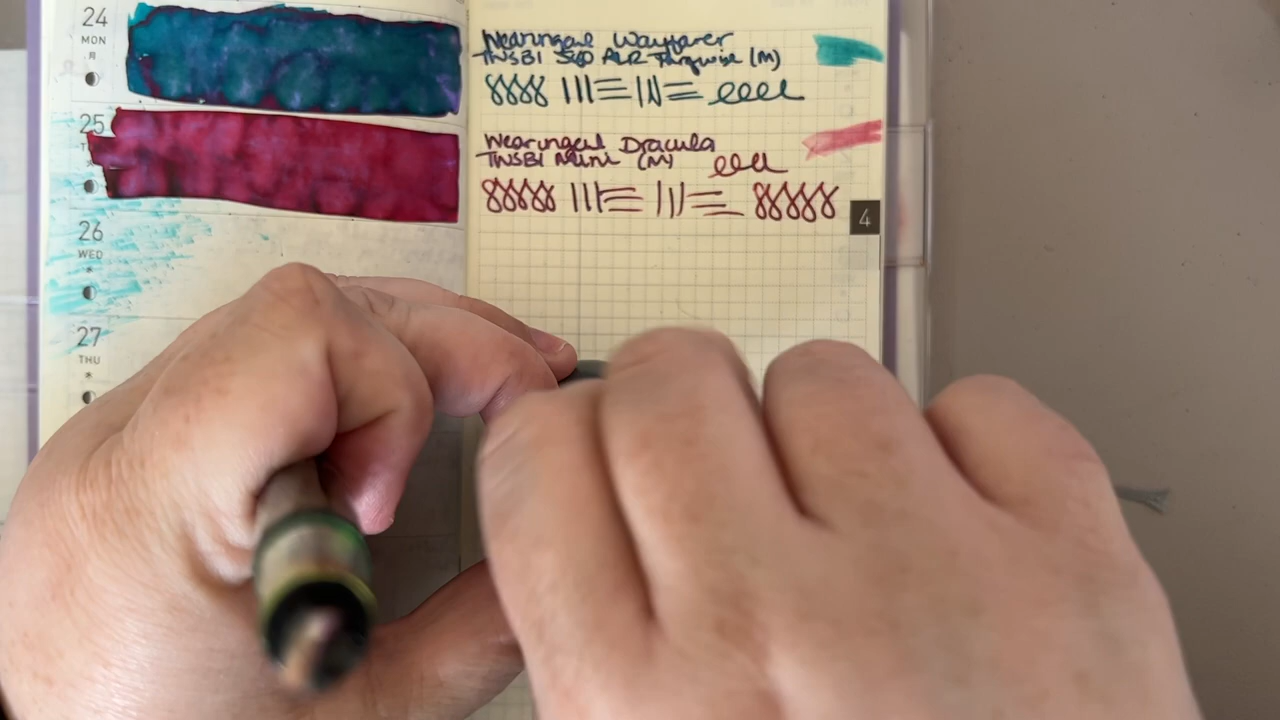 24
MON
25
26
WED
*
27
THU
*
Wearingeul Wayfarer
TWSBI 580 ALR Turquoise (M)
Wearingeul Dracula
TWSBI Mini (M)
4